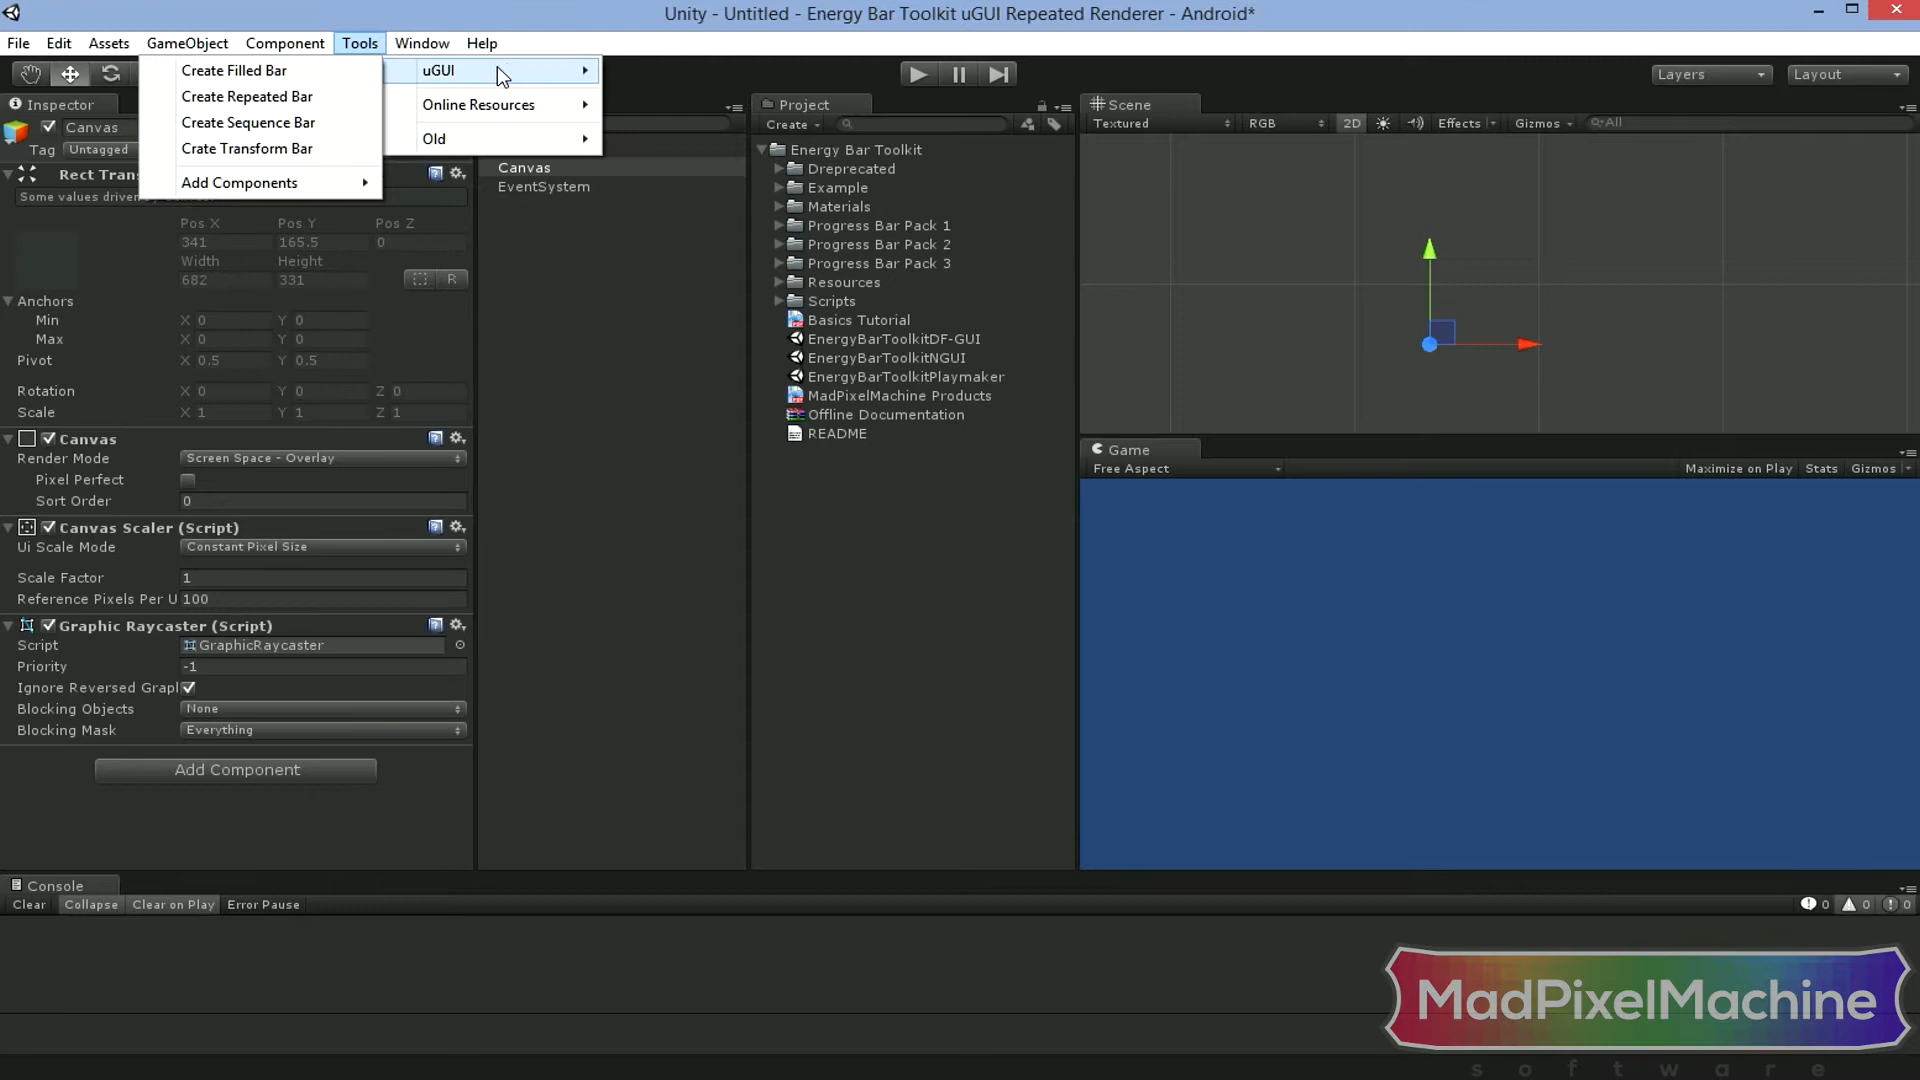 Unity - Untitled - Energy Bar Toolkit uGUI Repeated Renderer - Android*
File Edit Assets GameObject Component Tools Window Help
Create Filled Bar
Create Repeated Bar
Create Sequence Bar
Crate Transform Bar
Add Components
uGUI
Online Resources
Old
Layers
Layout
Inspector
Canvas
Tag Untagged
Rect Trans
Some values driven by
Pos X Pos Y Pos Z
341 165.5 0
Width Height
682 331
R
Anchors
Min X 0 Y 0
Max X 0 Y 0
Pivot X 0.5 Y 0.5
Rotation X 0 Y 0 Z 0
Scale X 1 Y 1 Z 1
Canvas
Render Mode Screen Space - Overlay
Pixel Perfect
Sort Order 0
Canvas Scaler (Script)
Ui Scale Mode Constant Pixel Size
Scale Factor 1
Reference Pixels Per U 100
Graphic Raycaster (Script)
Script GraphicRaycaster
Priority -1
Ignore Reversed Grapl
Blocking Objects None
Blocking Mask Everything
Add Component
Canvas
EventSystem
Project
Create
Energy Bar Toolkit
Dreprecated
Example
Materials
Progress Bar Pack 1
Progress Bar Pack 2
Progress Bar Pack 3
Resources
Scripts
Basics Tutorial
EnergyBarToolkitDF-GUI
EnergyBarToolkitNGUI
EnergyBarToolkitPlaymaker
MadPixelMachine Products
Offline Documentation
README
Scene
Textured RGB 2D Effects Gizmos All
Game
Free Aspect Maximize on Play Stats Gizmos
Console
Clear Collapse Clear on Play Error Pause 0 0 0
MadPixelMachine
software